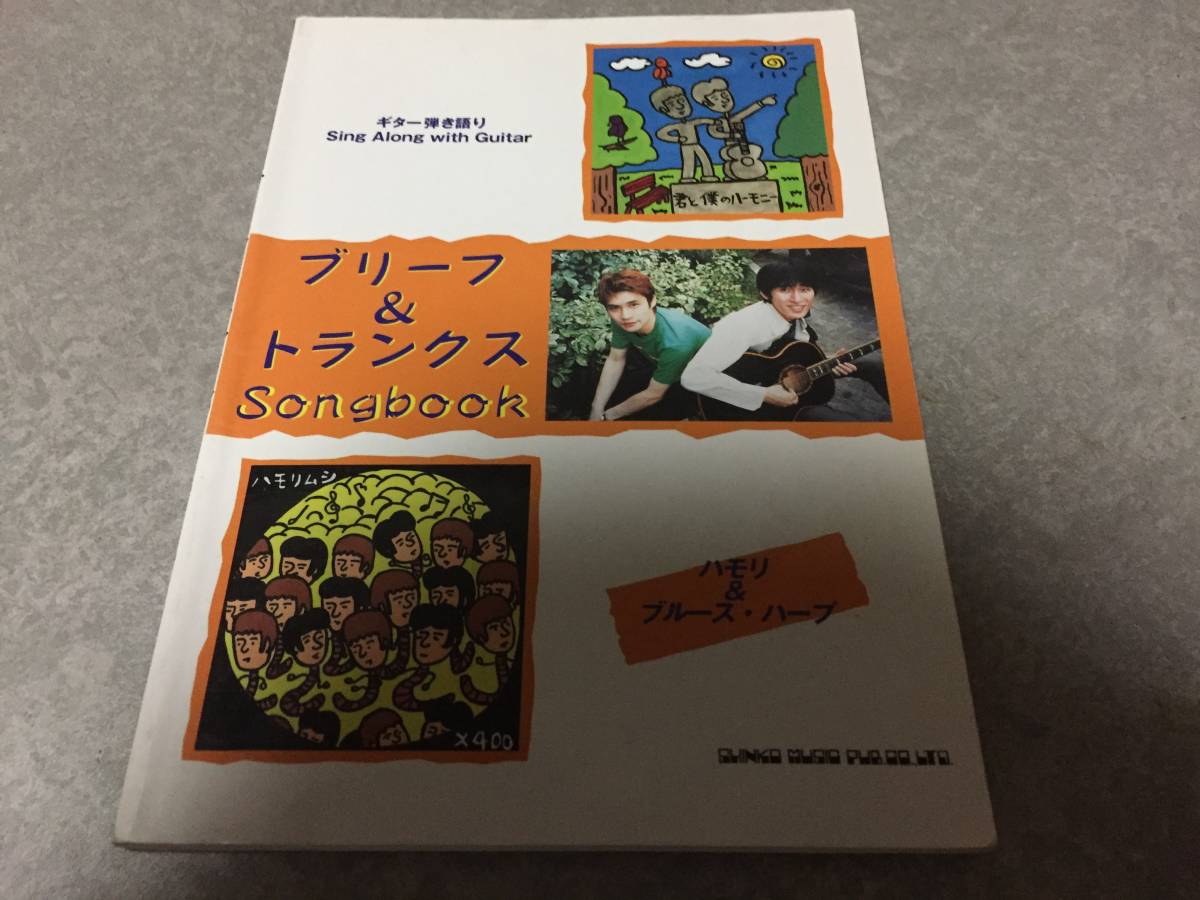 ギター弾き語り
Sing Along with Guitar
君と僕のハーモニー
ブリーフ
&
トランクス
Songbook
ハモリムシ
×400
ハモリ
&
ブルース・ハープ
SHINKO MUSIC PUB.CO.,LTD.